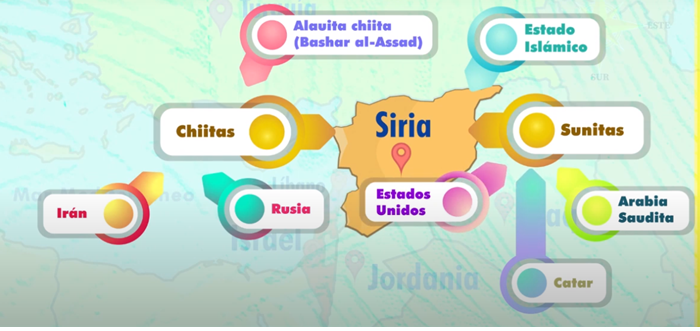 Alauita chiita
(Bashar al-Assad)
Estado
Islámico
Chiitas
Siria
Sunitas
Irán
Rusia
Estados
Unidos
Arabia
Saudita
Catar
Líbano
Israel
Jordania